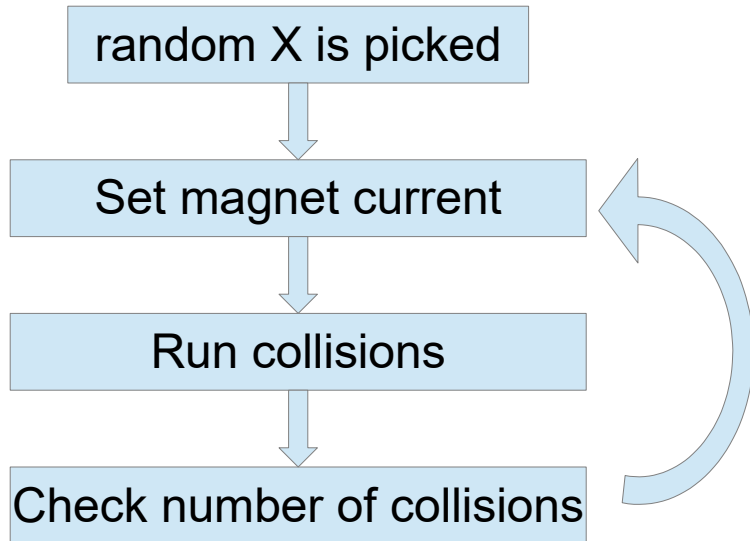 random X is picked
Set magnet current
Run collisions
Check number of collisions